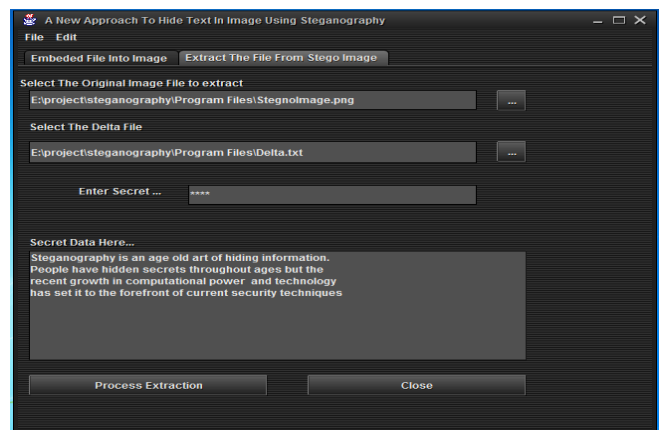 A New Approach To Hide Text In Image Using Steganography
File Edit
Embeded File Into Image Extract The File From Stego Image
Select The Original Image File to extract
E:\project\steganography\Program Files\StegnoImage.png ...
Select The Delta File
E:\project\steganography\Program Files\Delta.txt ...
Enter Secret ... ****
Secret Data Here...
Steganography is an age old art of hiding information.
People have hidden secrets throughout ages but the
recent growth in computational power and technology
has set it to the forefront of current security techniques
Process Extraction Close